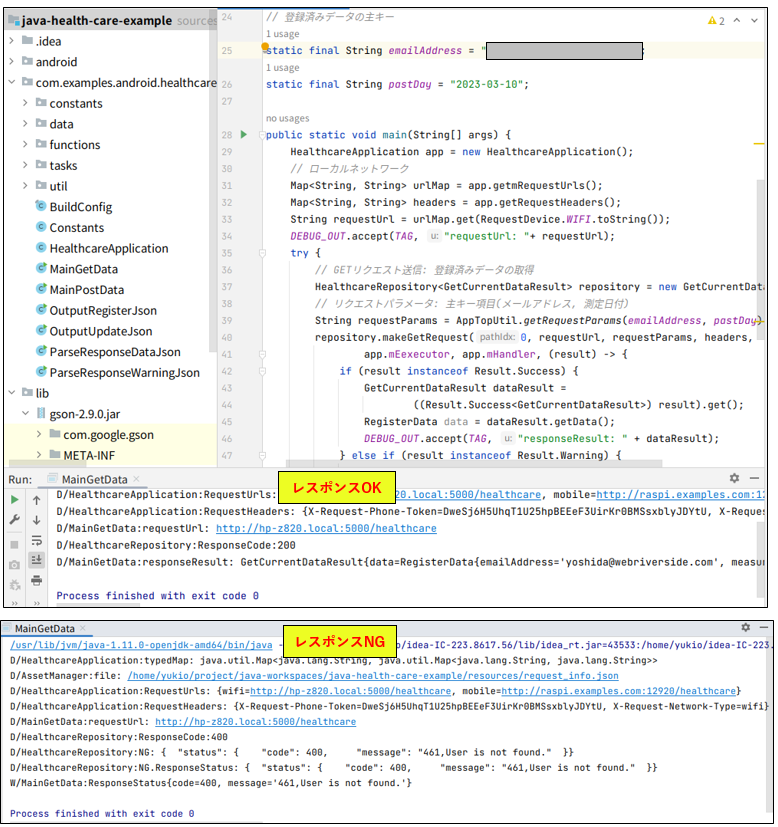 java-health-care-example sources
.idea
android
com.examples.android.healthcare
constants
data
functions
tasks
util
BuildConfig
Constants
HealthcareApplication
MainGetData
MainPostData
OutputRegisterJson
OutputUpdateJson
ParseResponseDataJson
ParseResponseWarningJson
lib
gson-2.9.0.jar
com.google.gson
META-INF
2
24 // 登録済みデータの主キー
1 usage
25 static final String emailAddress = "
1 usage
26 static final String pastDay = "2023-03-10";
27
no usages
28 public static void main(String[] args) {
29 HealthcareApplication app = new HealthcareApplication();
30 // ローカルネットワーク
31 Map<String, String> urlMap = app.getmRequestUrls();
32 Map<String, String> headers = app.getRequestHeaders();
33 String requestUrl = urlMap.get(RequestDevice.WIFI.toString());
34 DEBUG_OUT.accept(TAG, u: "requestUrl: "+ requestUrl);
35 try {
36 // GETリクエスト送信: 登録済みデータの取得
37 HealthcareRepository<GetCurrentDataResult> repository = new GetCurrentData
38 // リクエストパラメータ: 主キー項目(メールアドレス, 測定日付)
39 String requestParams = AppTopUtil.getRequestParams(emailAddress, pastDay)
40 repository.makeGetRequest( pathIdx: 0, requestUrl, requestParams, headers,
41 app.mEexecutor, app.mHandler, (result) -> {
42 if (result instanceof Result.Success) {
43 GetCurrentDataResult dataResult =
44 ((Result.Success<GetCurrentDataResult>) result).get();
45 RegisterData data = dataResult.getData();
46 DEBUG_OUT.accept(TAG, u: "responseResult: " + dataResult);
47 } else if (result instanceof Result.Warning) {
Run: MainGetData
レスポンスOK
D/HealthcareApplication:RequestUrls: 820.local:5000/healthcare, mobile=http://raspi.examples.com:12
D/HealthcareApplication:RequestHeaders: {X-Request-Phone-Token=DweSj6H5UhqT1U25hpBEEeF3UirKr0BMSsxblyJDYtU, X-Reques
D/MainGetData:requestUrl: http://hp-z820.local:5000/healthcare
D/HealthcareRepository:ResponseCode:200
D/MainGetData:responseResult: GetCurrentDataResult{data=RegisterData{emailAddress='yoshida@webriverside.com', measur
Process finished with exit code 0
MainGetData
レスポンスNG
/usr/lib/jvm/java-1.11.0-openjdk-amd64/bin/java - o/idea-IC-223.8617.56/lib/idea_rt.jar=43533:/home/yukio/idea-IC-223.
D/HealthcareApplication:typedMap: java.util.Map<java.lang.String, java.util.Map<java.lang.String, java.lang.String>>
D/AssetManager:file: /home/yukio/project/java-workspaces/java-health-care-example/resources/request_info.json
D/HealthcareApplication:RequestUrls: {wifi=http://hp-z820.local:5000/healthcare, mobile=http://raspi.examples.com:12920/healthcare}
D/HealthcareApplication:RequestHeaders: {X-Request-Phone-Token=DweSj6H5UhqT1U25hpBEEeF3UirKr0BMSsxblyJDYtU, X-Request-Network-Type=wifi}
D/MainGetData:requestUrl: http://hp-z820.local:5000/healthcare
D/HealthcareRepository:ResponseCode:400
D/HealthcareRepository:NG: { "status": { "code": 400, "message": "461,User is not found." }}
D/HealthcareRepository:NG.ResponseStatus: { "status": { "code": 400, "message": "461,User is not found." }}
W/MainGetData:ResponseStatus{code=400, message='461,User is not found.'}
Process finished with exit code 0